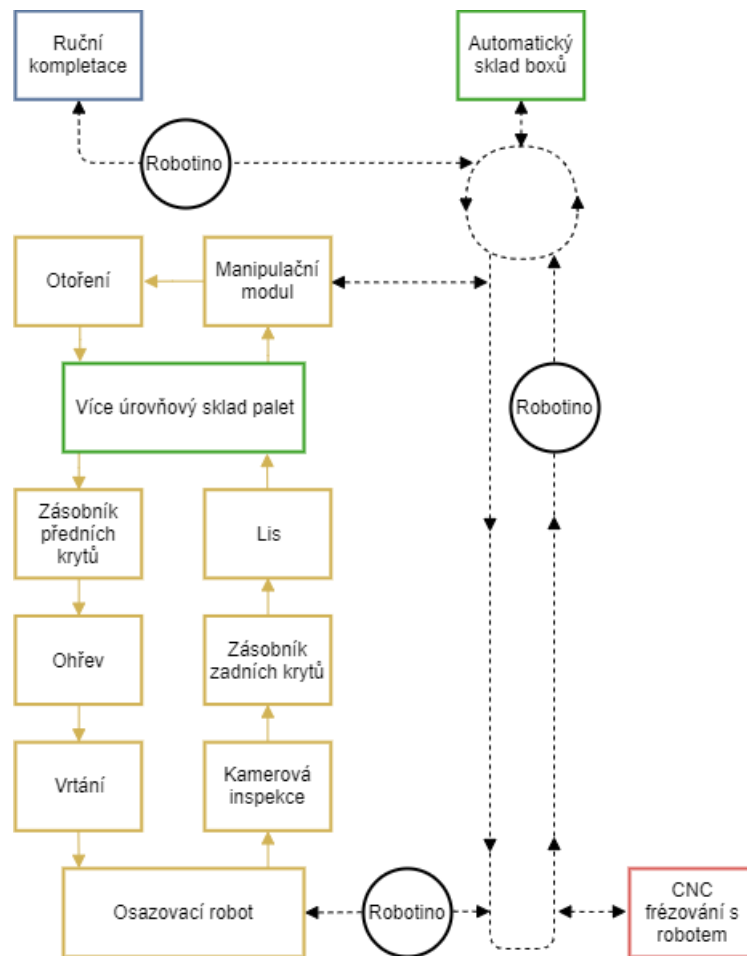 Ruční
kompletace
Automatický
sklad boxů
Robotino
Otoření
Manipulační
modul
Více úrovňový sklad palet
Robotino
Zásobník
předních
krytů
Lis
Ohřev
Zásobník
zadních krytů
Vrtání
Kamerová
inspekce
Osazovací robot
Robotino
CNC
frézování s
robotem